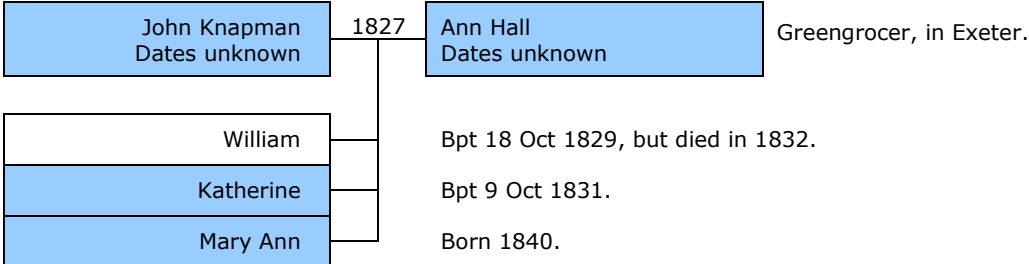 John Knapman 1827 Ann Hall Greengrocer, in Exeter.
Dates unknown Dates unknown
William Bpt 18 Oct 1829, but died in 1832.
Katherine Bpt 9 Oct 1831.
Mary Ann Born 1840.